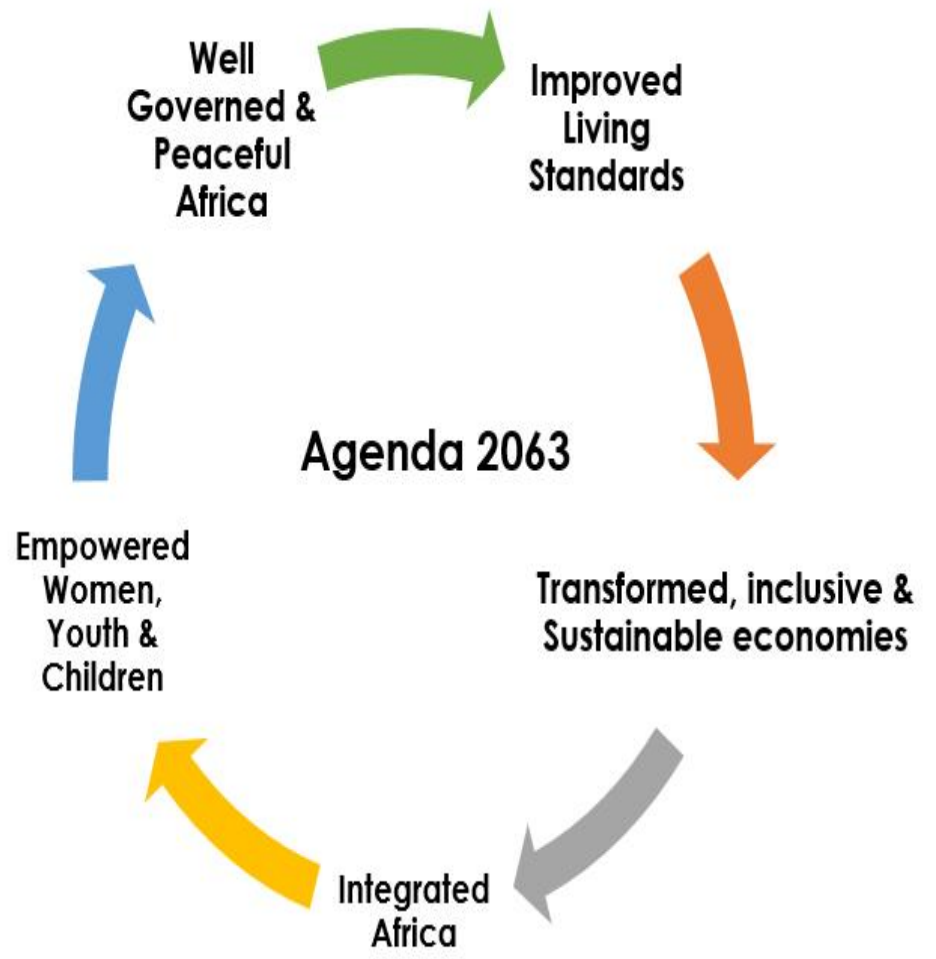 Well
Governed &
Peaceful
Africa
Improved
Living
Standards
Agenda 2063
Empowered
Women,
Youth &
Children
Transformed, inclusive &
Sustainable economies
Integrated
Africa